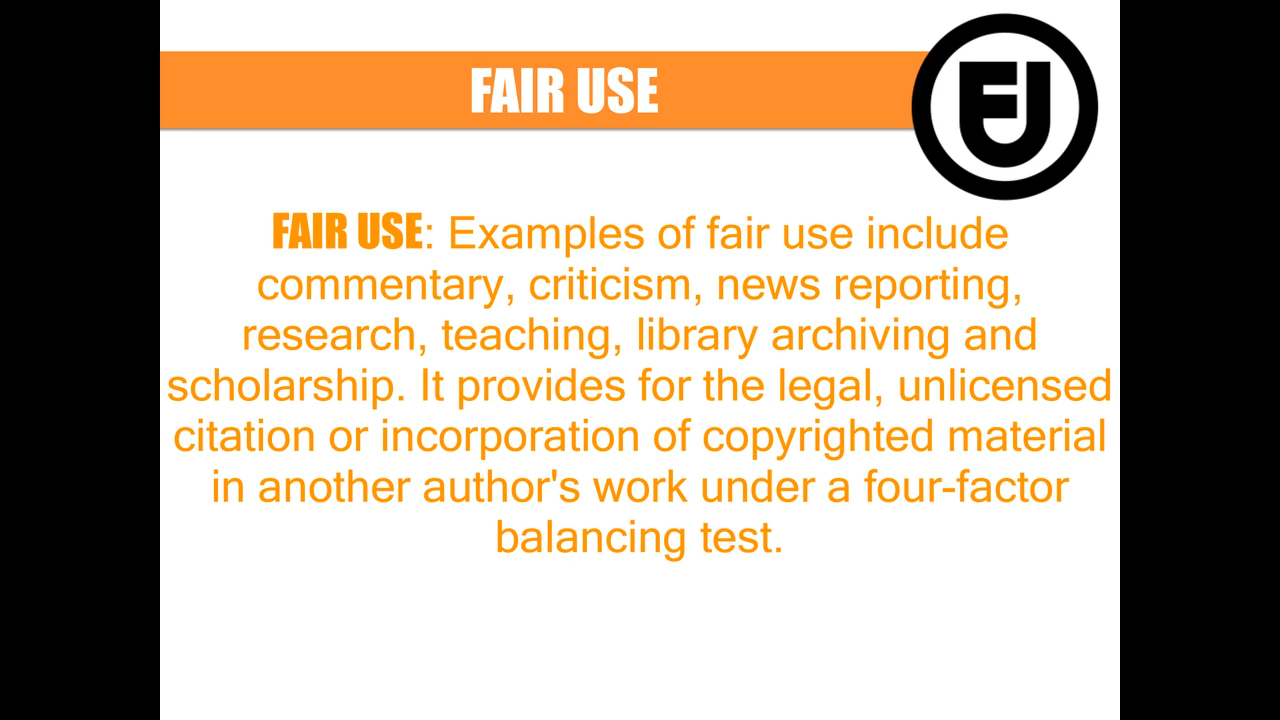 FAIR USE
FAIR USE: Examples of fair use include
commentary, criticism, news reporting,
research, teaching, library archiving and
scholarship. It provides for the legal, unlicensed
citation or incorporation of copyrighted material
in another author's work under a four-factor
balancing test.